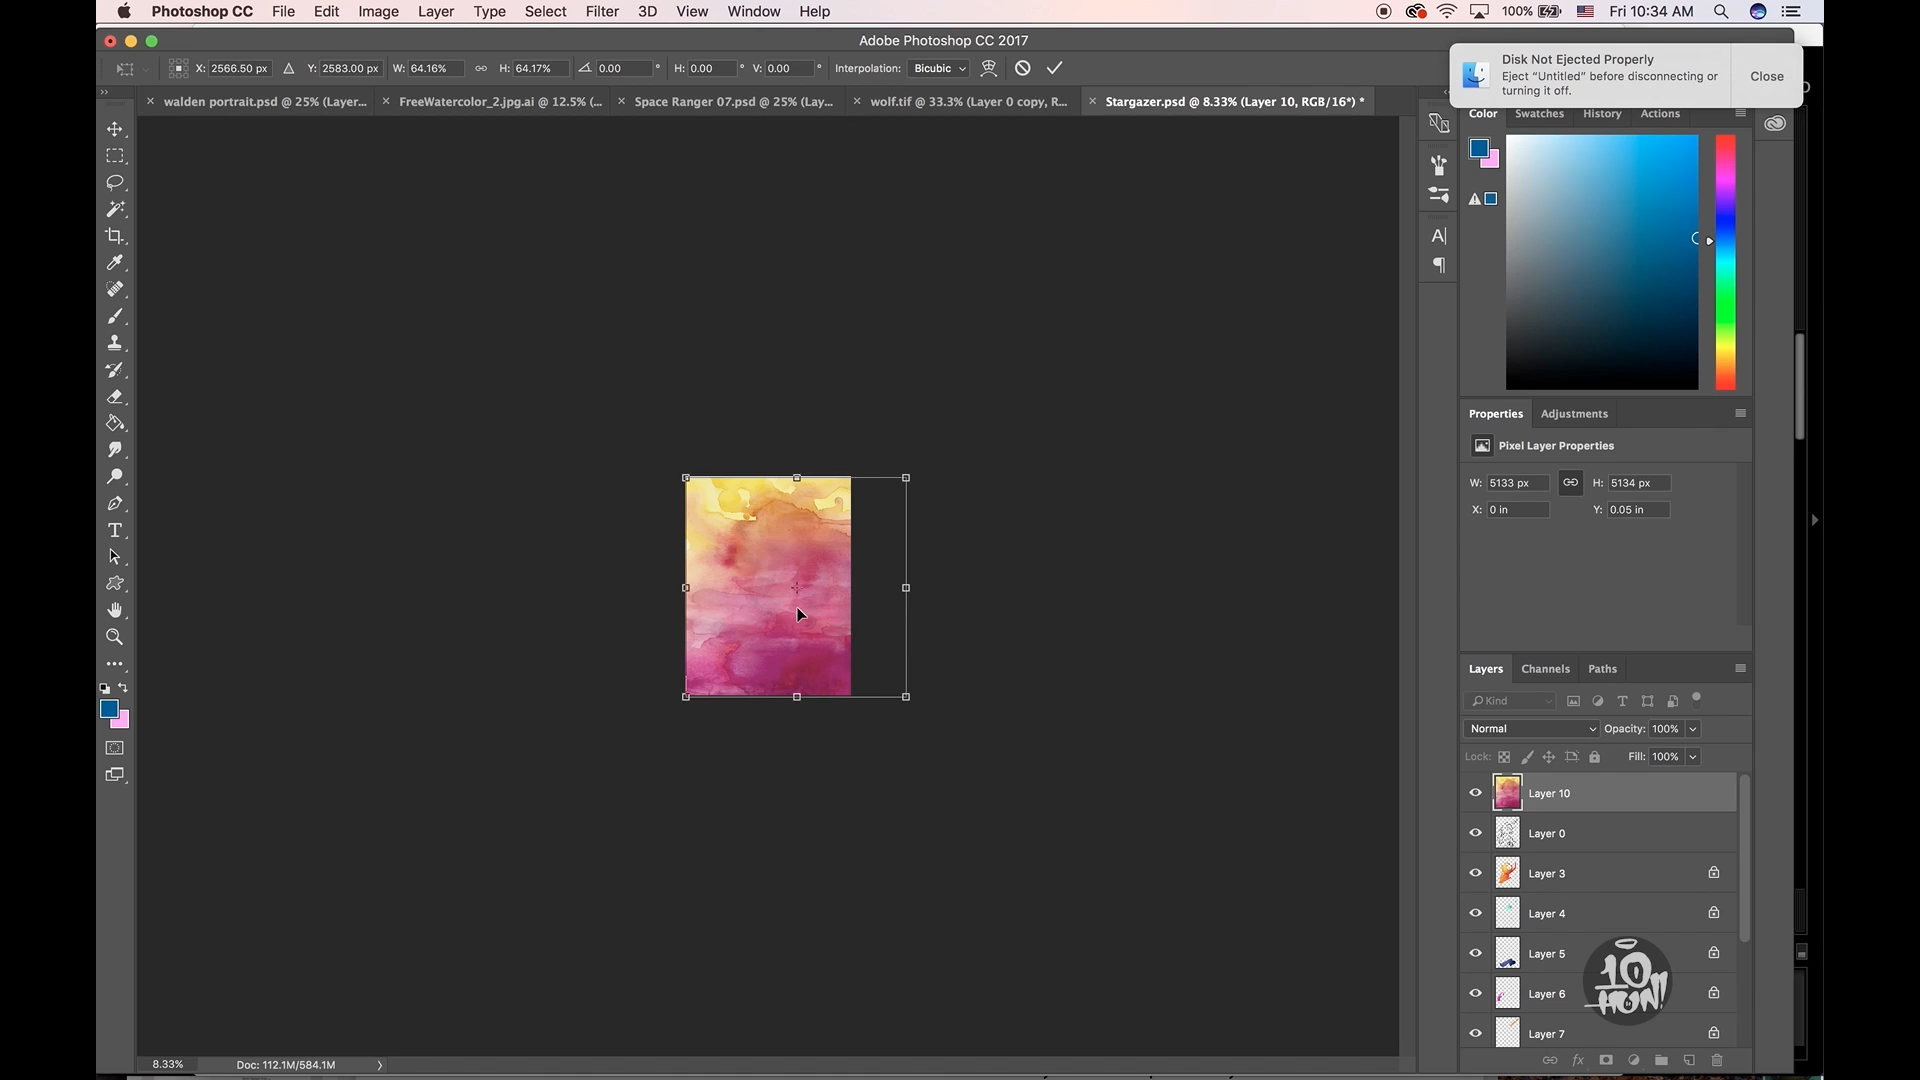 Photoshop CC File Edit Image Layer Type Select Filter 3D View Window Help 100% Fri 10:34 AM
Adobe Photoshop CC 2017
Disk Not Ejected Properly
Eject “Untitled” before disconnecting or
turning it off.
Close
X: 2566.50 px Y: 2583.00 px W: 64.16% H: 64.17% 0.00 ° H: 0.00 ° V: 0.00 ° Interpolation: Bicubic
walden portrait.psd @ 25% (Layer... FreeWatercolor_2.jpg.ai @ 12.5% (... Space Ranger 07.psd @ 25% (Lay... wolf.tif @ 33.3% (Layer 0 copy, R... Stargazer.psd @ 8.33% (Layer 10, RGB/16*) *
Color Swatches History Actions
Properties Adjustments
Pixel Layer Properties
W: 5133 px H: 5134 px
X: 0 in Y: 0.05 in
Layers Channels Paths
Kind
Normal Opacity: 100%
Lock: Fill: 100%
Layer 10
Layer 0
Layer 3
Layer 4
Layer 5
Layer 6
Layer 7
8.33% Doc: 112.1M/584.1M